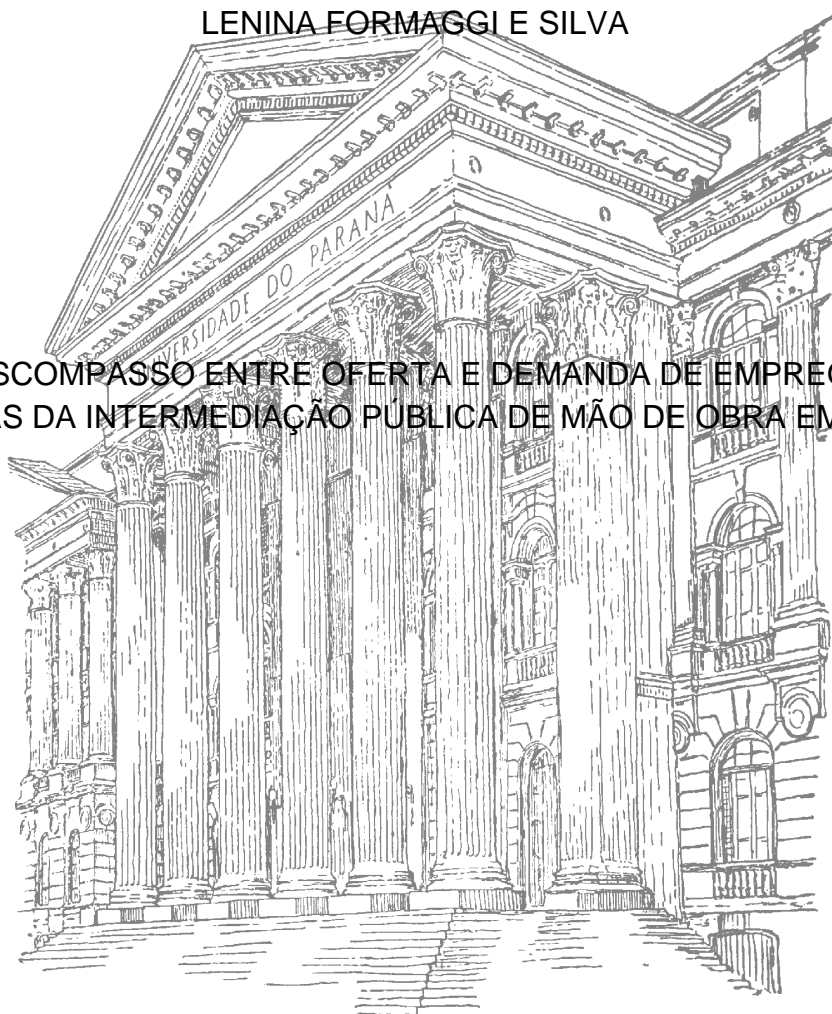 LENINA FORMAGGI E SILVA
VERSIDADE DO PARANÁ
SCOMPASSO ENTRE OFERTA E DEMANDA DE EMPREG
S DA INTERMEDIAÇÃO PÚBLICA DE MÃO DE OBRA EM